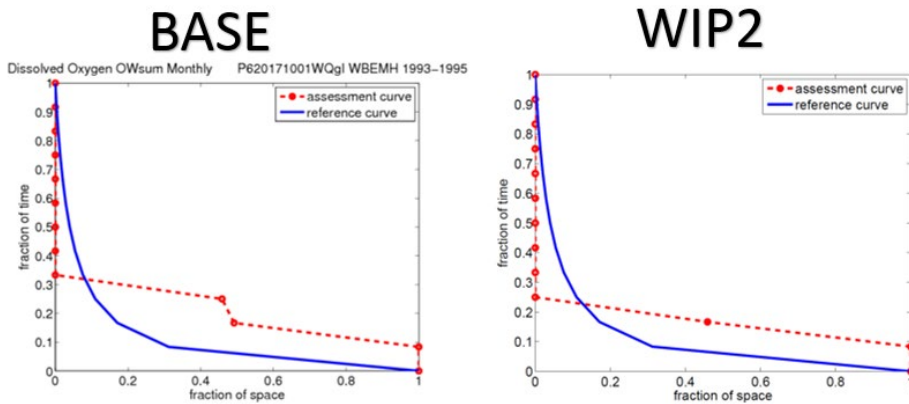 BASE
Dissolved Oxygen OWsum Monthly P620171001WQgI WBEMH 1993-1995
assessment curve
reference curve
fraction of time
1
0.9
0.8
0.7
0.6
0.5
0.4
0.3
0.2
0.1
0
0 0.2 0.4 0.6 0.8 1
fraction of space
WIP2
assessment curve
reference curve
fraction of time
1
0.9
0.8
0.7
0.6
0.5
0.4
0.3
0.2
0.1
0
0 0.2 0.4 0.6 0.8
fraction of space